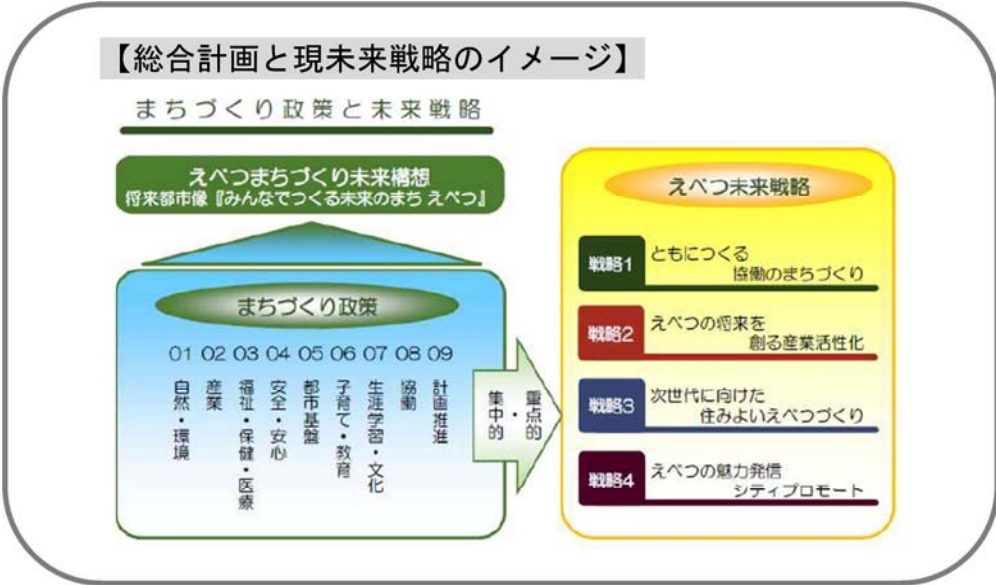 【総合計画と現未来戦略のイメージ】
まちづくり政策と未来戦略
えべつまちづくり未来構想
将来都市像『みんなでつくる未来のまち えべつ』
まちづくり政策
01 02 03 04 05 06 07 08 09
自然・環境
産業
福祉・保健・医療
安全・安心
都市基盤
子育て・教育
生涯学習・文化
協働
計画推進
重点的
・
集中的
えべつ未来戦略
戦略1
ともにつくる
協働のまちづくり
戦略2
えべつの将来を
創る産業活性化
戦略3
次世代に向けた
住みよいえべつづくり
戦略4
えべつの魅力発信
シティプロモート